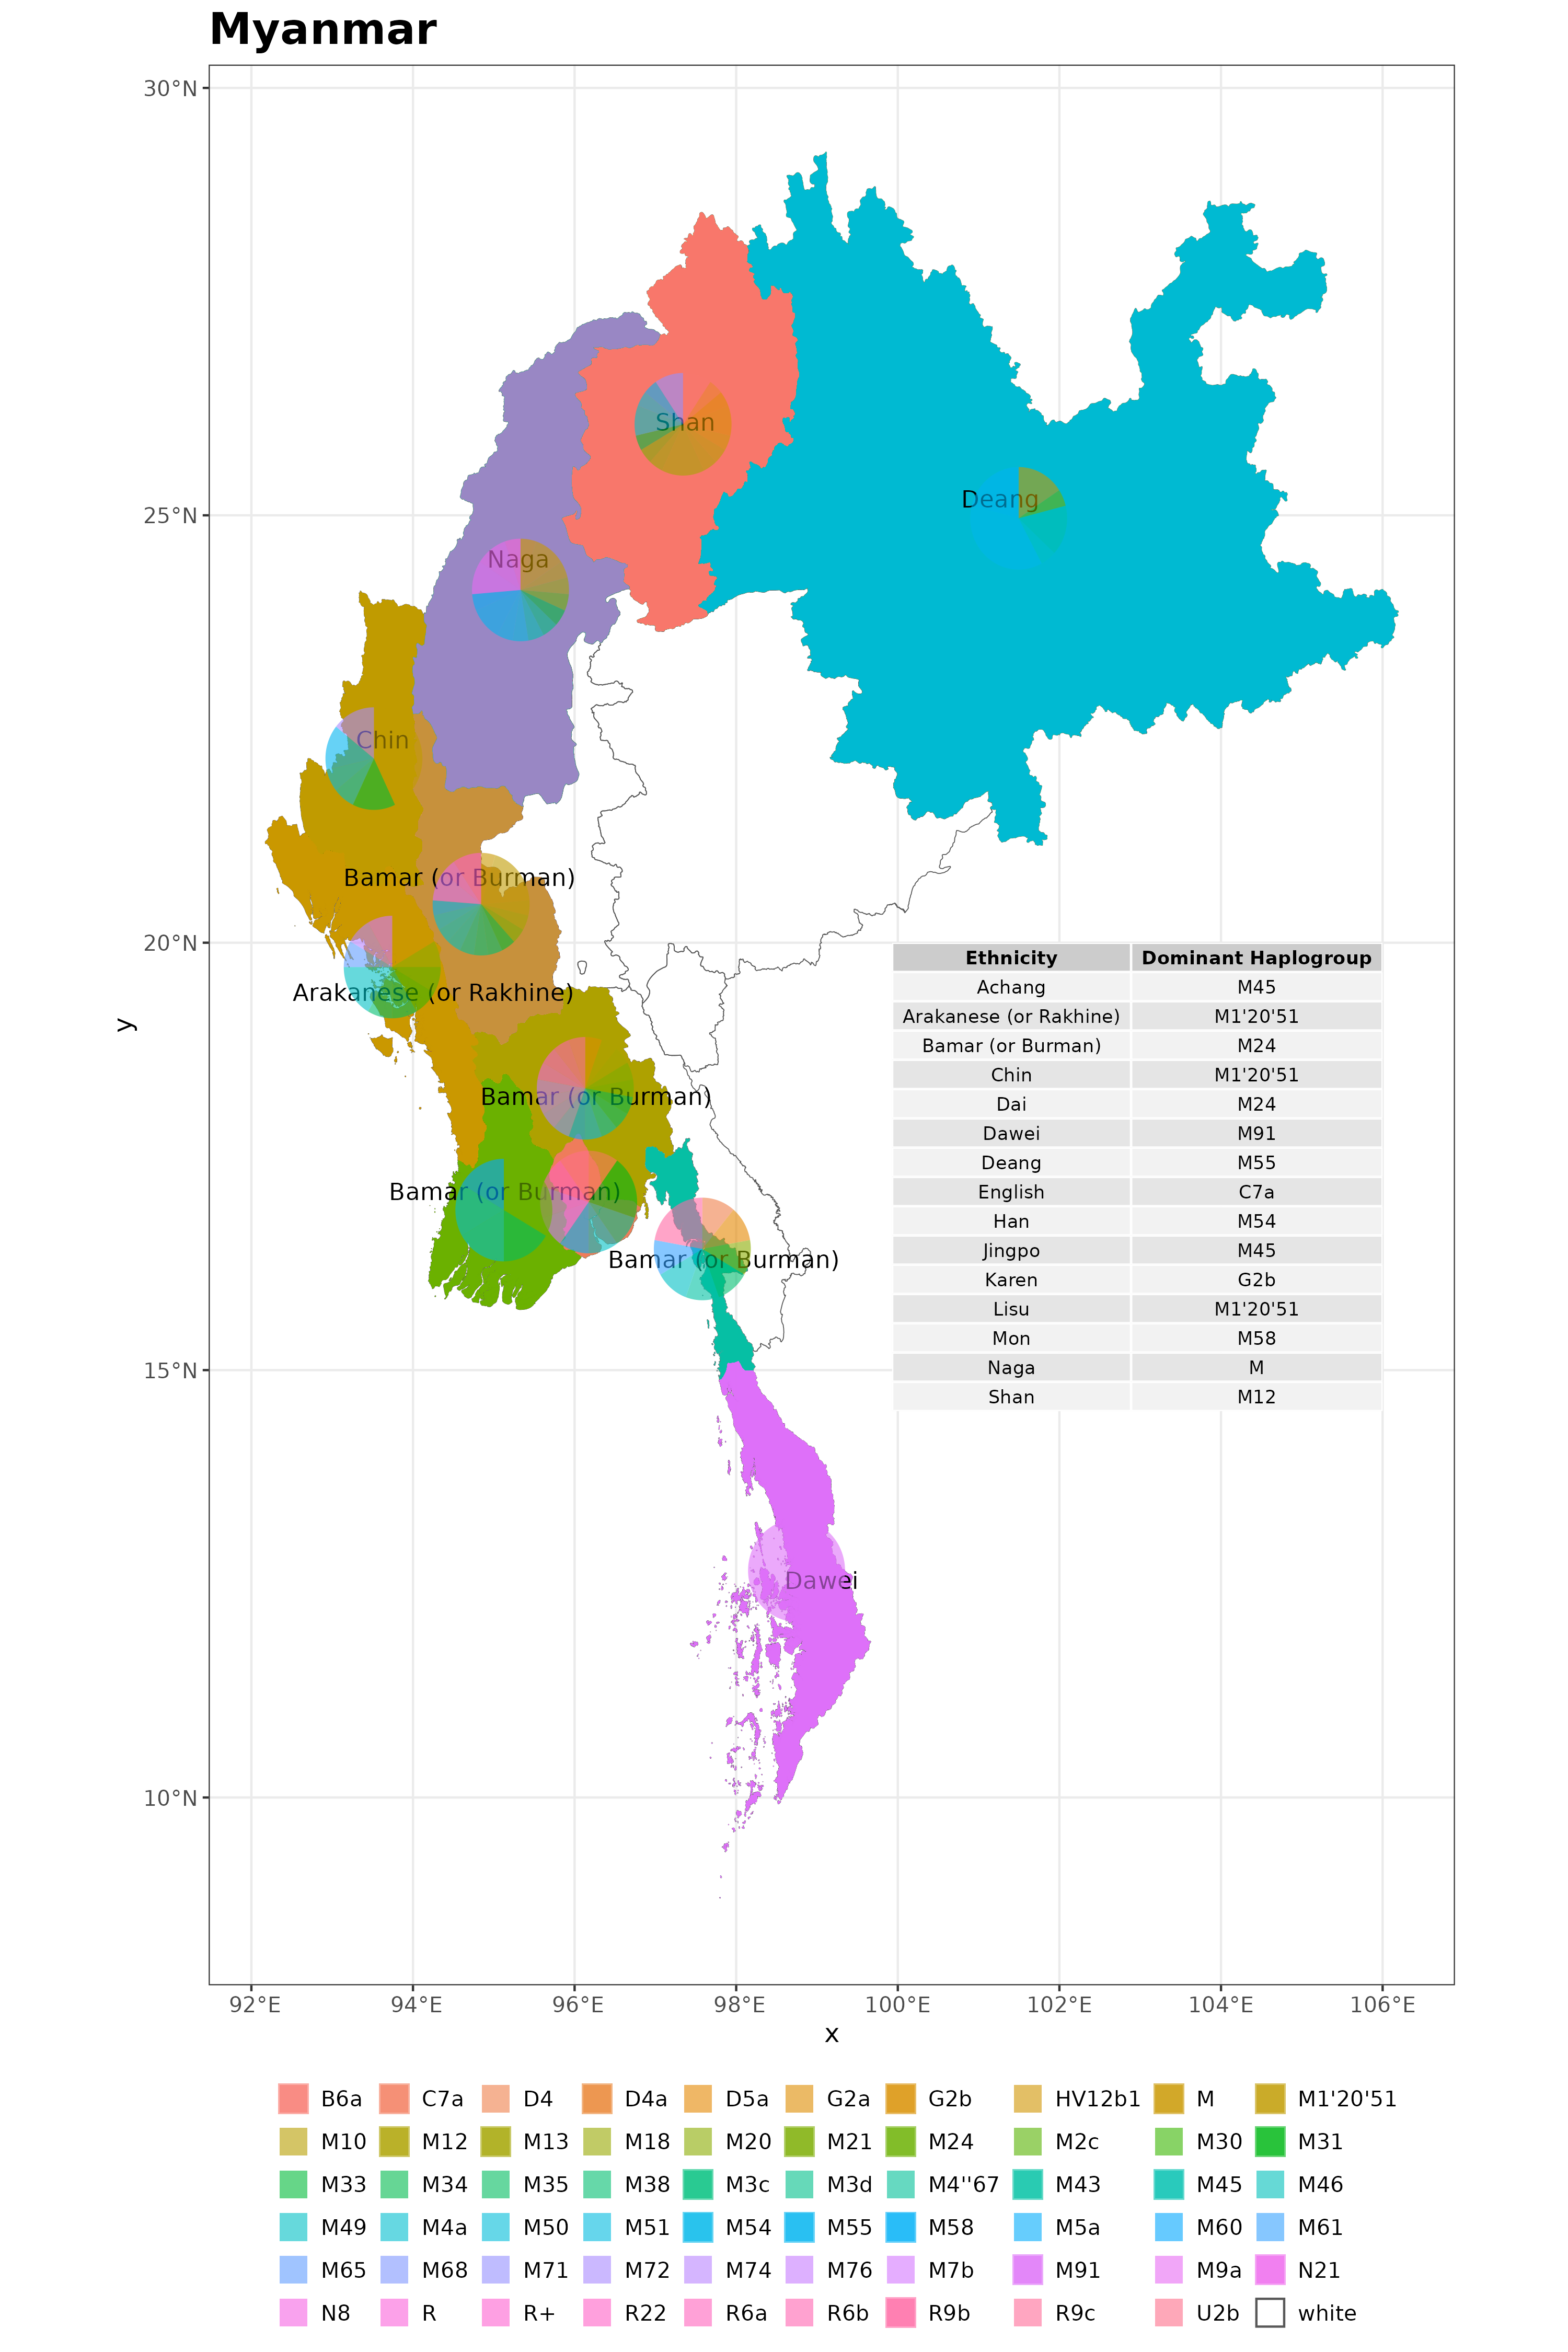 Myanmar
30°N
25°N
20°N
15°N
10°N
y
Shan
Deang
Naga
Chin
Bamar (or Burman)
Arakanese (or Rakhine)
Bamar (or Burman)
Bamar (or Burman)
Bamar (or Burman)
Dawei
Ethnicity Dominant Haplogroup
Achang M45
Arakanese (or Rakhine) M1'20'51
Bamar (or Burman) M24
Chin M1'20'51
Dai M24
Dawei M91
Deang M55
English C7a
Han M54
Jingpo M45
Karen G2b
Lisu M1'20'51
Mon M58
Naga M
Shan M12
92°E 94°E 96°E 98°E 100°E 102°E 104°E 106°E
x
B6a C7a D4 D4a D5a G2a G2b HV12b1 M M1'20'51
M10 M12 M13 M18 M20 M21 M24 M2c M30 M31
M33 M34 M35 M38 M3c M3d M4''67 M43 M45 M46
M49 M4a M50 M51 M54 M55 M58 M5a M60 M61
M65 M68 M71 M72 M74 M76 M7b M91 M9a N21
N8 R R+ R22 R6a R6b R9b R9c U2b white